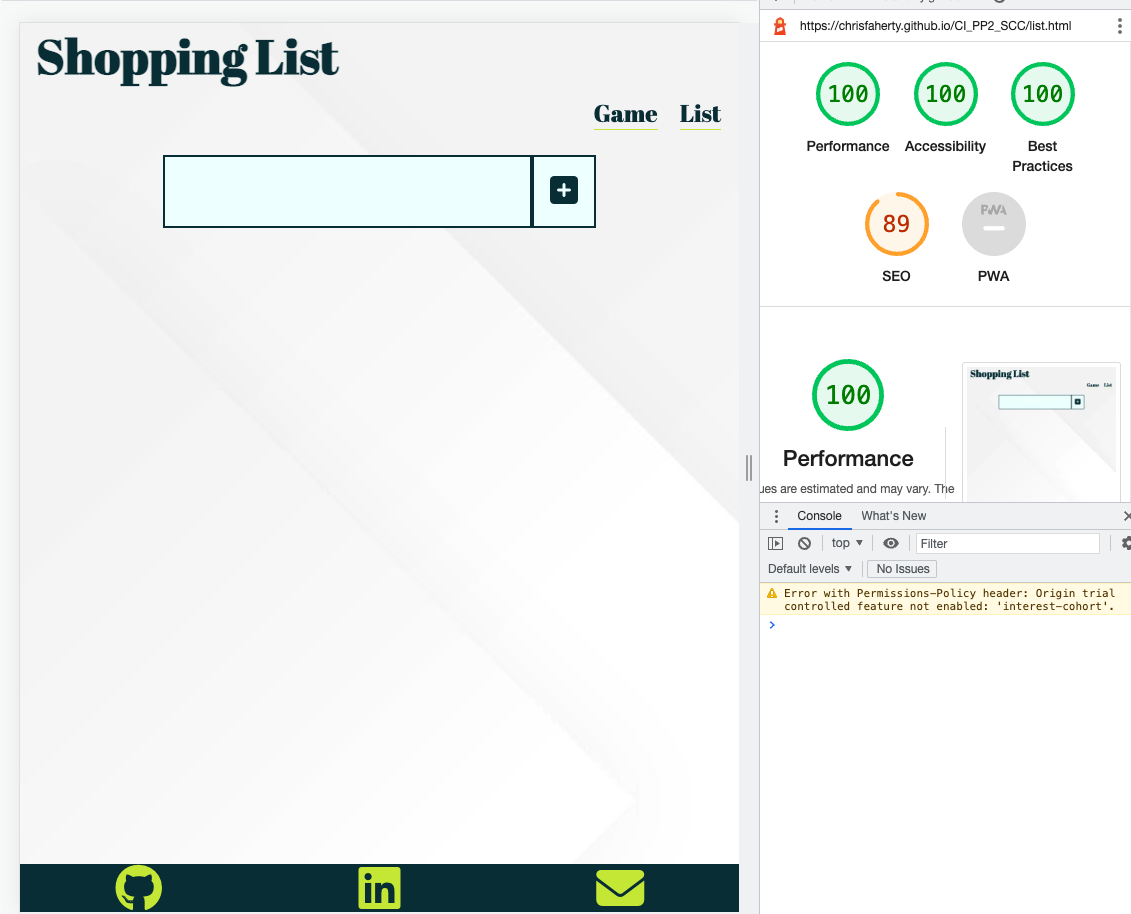 Shopping List
Game List
https://chrisfaherty.github.io/CI_PP2_SCC/list.html
100 100 100
Performance Accessibility Best
Practices
89 PWA
SEO PWA
100
Performance
Shopping List
Game List
ues are estimated and may vary. The
Console What's New
top Filter
Default levels No Issues
Error with Permissions-Policy header: Origin trial
controlled feature not enabled: 'interest-cohort'.
in